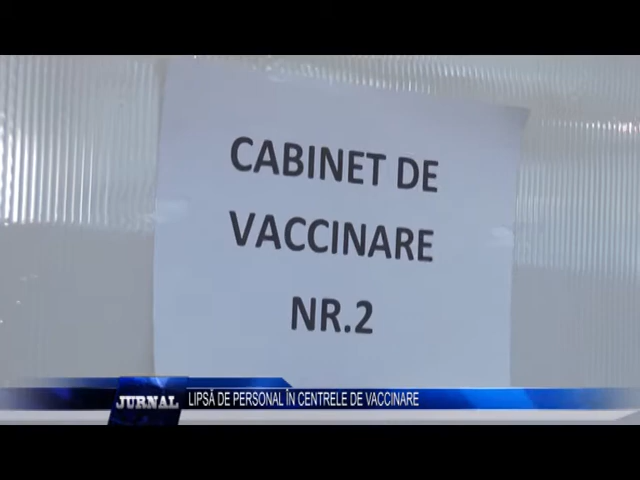 CABINET DE
VACCINARE
NR.2
JURNAL
LIPSĂ DE PERSONAL ÎN CENTRELE DE VACCINARE